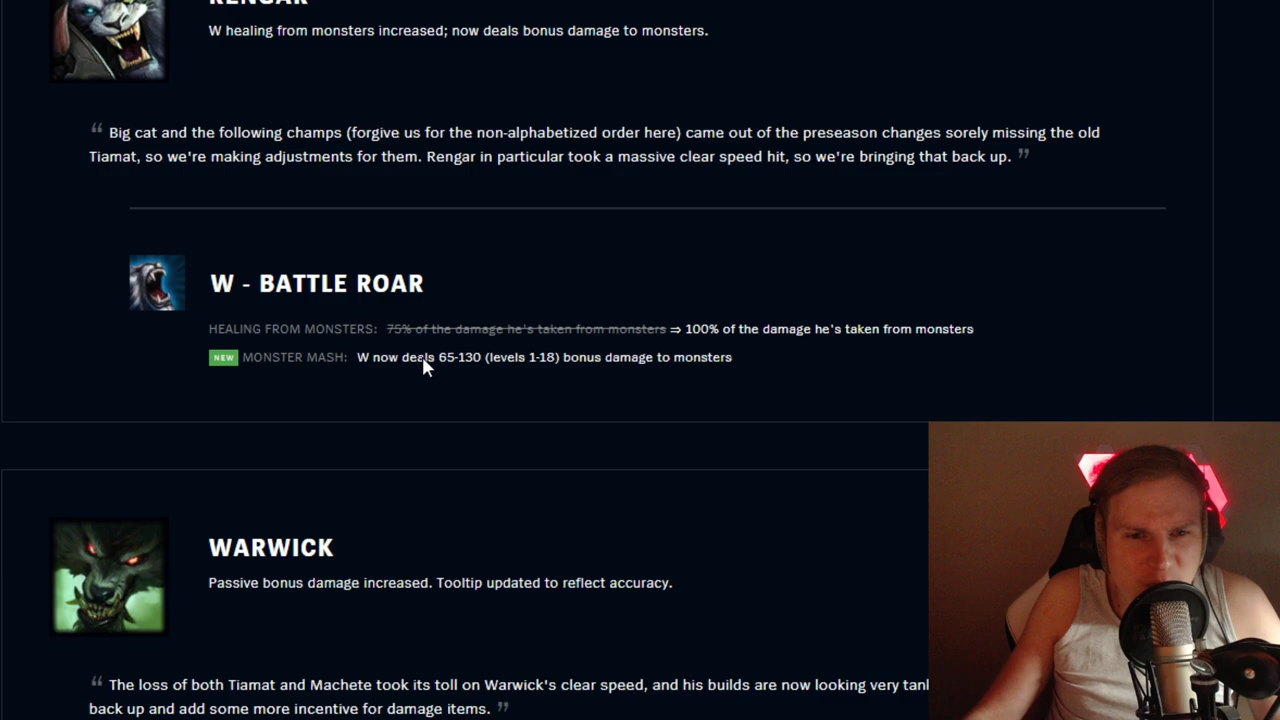 RENGAR
W healing from monsters increased; now deals bonus damage to monsters.
“ Big cat and the following champs (forgive us for the non-alphabetized order here) came out of the preseason changes sorely missing the old
Tiamat, so we're making adjustments for them. Rengar in particular took a massive clear speed hit, so we're bringing that back up. ”
W - BATTLE ROAR
HEALING FROM MONSTERS: 75% of the damage he's taken from monsters ⇒ 100% of the damage he's taken from monsters
NEW MONSTER MASH: W now deals 65-130 (levels 1-18) bonus damage to monsters
WARWICK
Passive bonus damage increased. Tooltip updated to reflect accuracy.
“ The loss of both Tiamat and Machete took its toll on Warwick's clear speed, and his builds are now looking very
back up and add some more incentive for damage items. ”